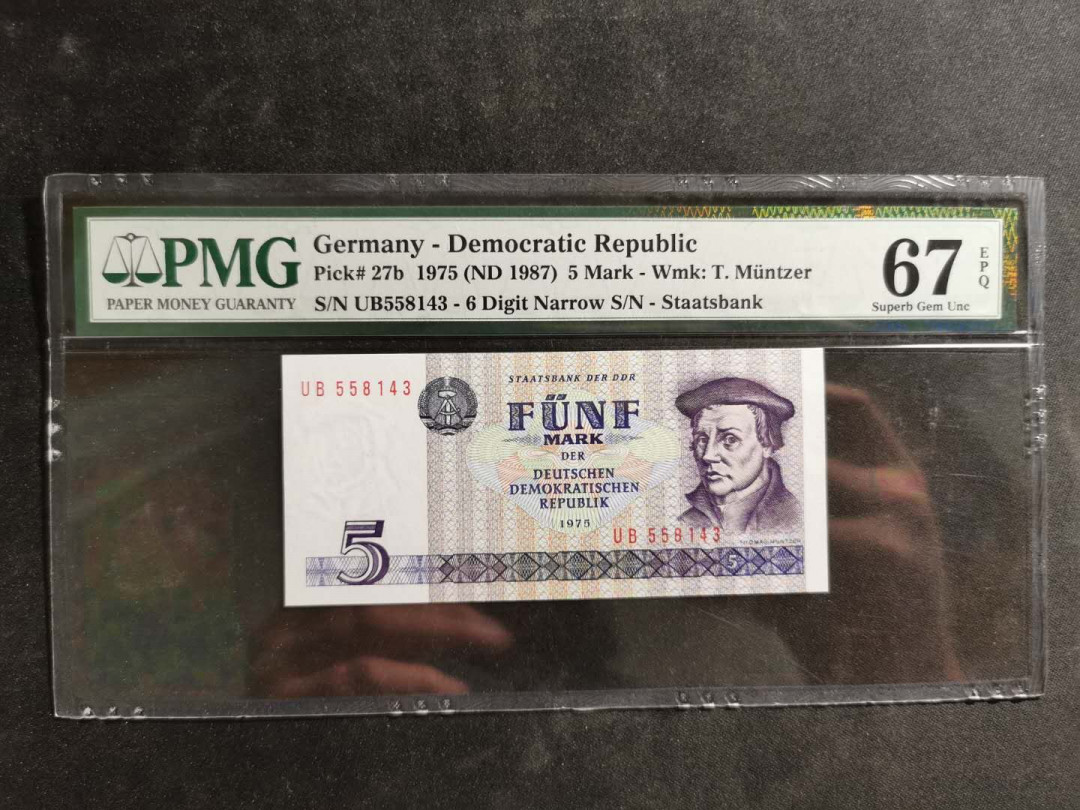 PMG
PAPER MONEY GUARANTY
Germany - Democratic Republic
Pick# 27b 1975 (ND 1987) 5 Mark - Wmk: T. Müntzer
S/N UB558143 - 6 Digit Narrow S/N - Staatsbank
67
EPQ
Superb Gem Unc
UB 558143
STAATSBANK DER DDR
FÜNF
MARK
DER
DEUTSCHEN
DEMOKRATISCHEN
REPUBLIK
1975
UB 558143
THOMAS MÜNTZER
5
5